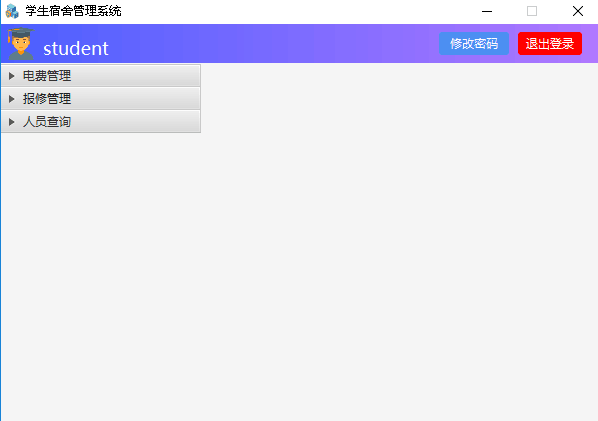 学生宿舍管理系统
student
修改密码
退出登录
电费管理
报修管理
人员查询